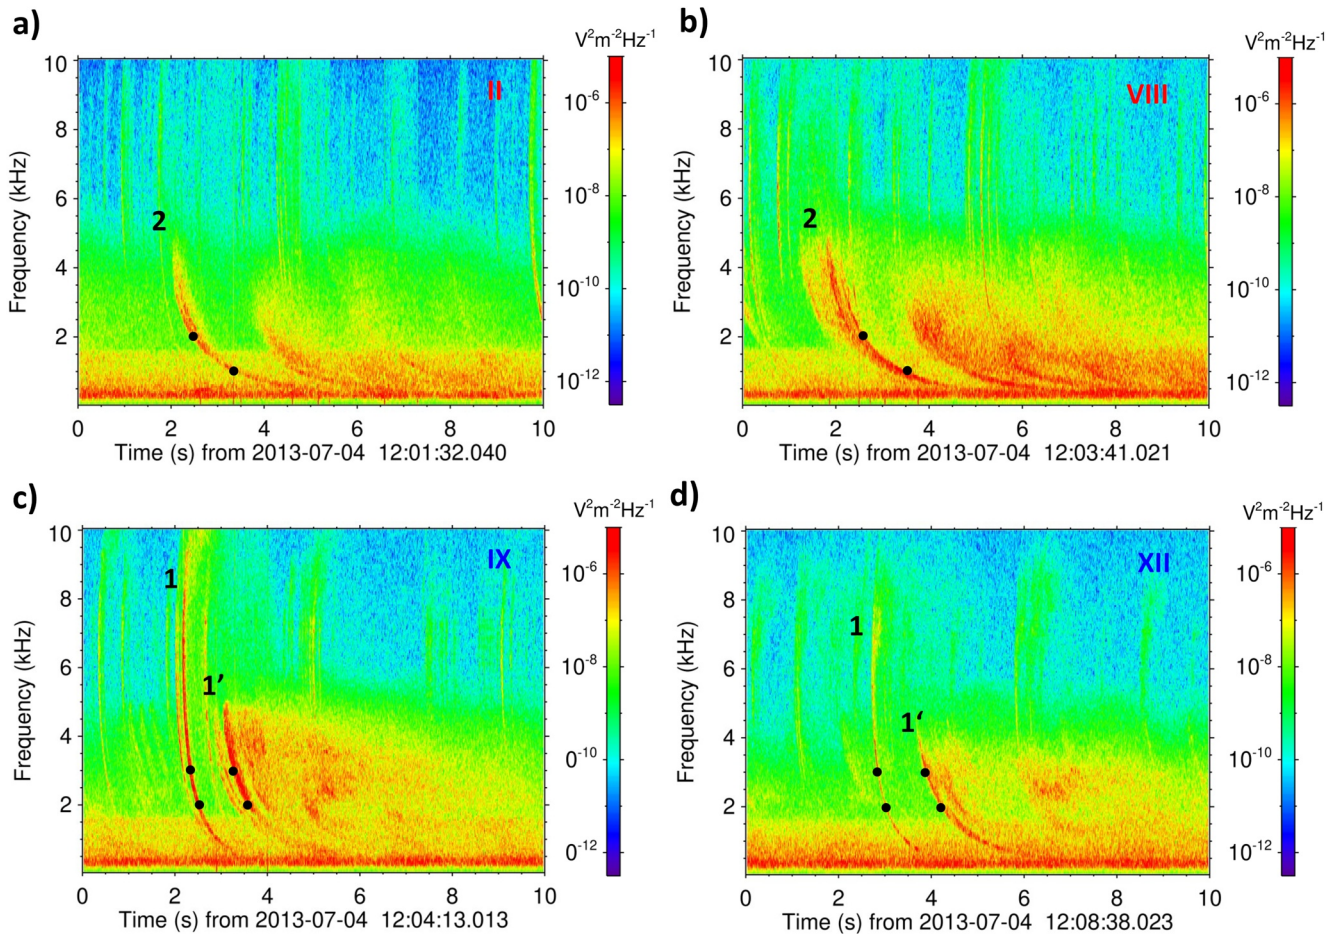 a)
V²m⁻²Hz⁻¹
II
2
10
8
6
4
2
Frequency (kHz)
0 2 4 6 8 10
Time (s) from 2013-07-04 12:01:32.040
10⁻⁶
10⁻⁸
10⁻¹⁰
10⁻¹²
b)
V²m⁻²Hz⁻¹
VIII
2
10
8
6
4
2
Frequency (kHz)
0 2 4 6 8 10
Time (s) from 2013-07-04 12:03:41.021
10⁻⁶
10⁻⁸
10⁻¹⁰
10⁻¹²
c)
V²m⁻²Hz⁻¹
IX
1
1’
10
8
6
4
2
Frequency (kHz)
0 2 4 6 8 10
Time (s) from 2013-07-04 12:04:13.013
10⁻⁶
10⁻⁸
0⁻¹⁰
0⁻¹²
d)
V²m⁻²Hz⁻¹
XII
1
1‘
10
8
6
4
2
Frequency (kHz)
0 2 4 6 8 10
Time (s) from 2013-07-04 12:08:38.023
10⁻⁶
10⁻⁸
10⁻¹⁰
10⁻¹²